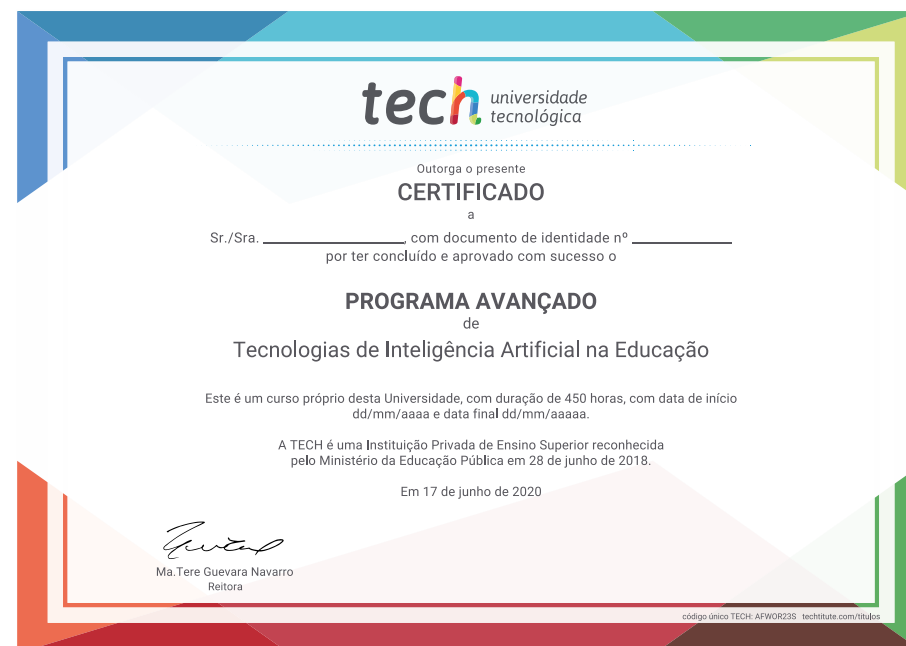 tech universidade
tecnológica
Outorga o presente
CERTIFICADO
a
Sr./Sra. ____________________, com documento de identidade nº ______________
por ter concluído e aprovado com sucesso o
PROGRAMA AVANÇADO
de
Tecnologias de Inteligência Artificial na Educação
Este é um curso próprio desta Universidade, com duração de 450 horas, com data de início
dd/mm/aaaa e data final dd/mm/aaaaa.
A TECH é uma Instituição Privada de Ensino Superior reconhecida
pelo Ministério da Educação Pública em 28 de junho de 2018.
Em 17 de junho de 2020
Ma.Tere Guevara Navarro
Reitora
código único TECH: AFWOR23S techtitute.com/titulos